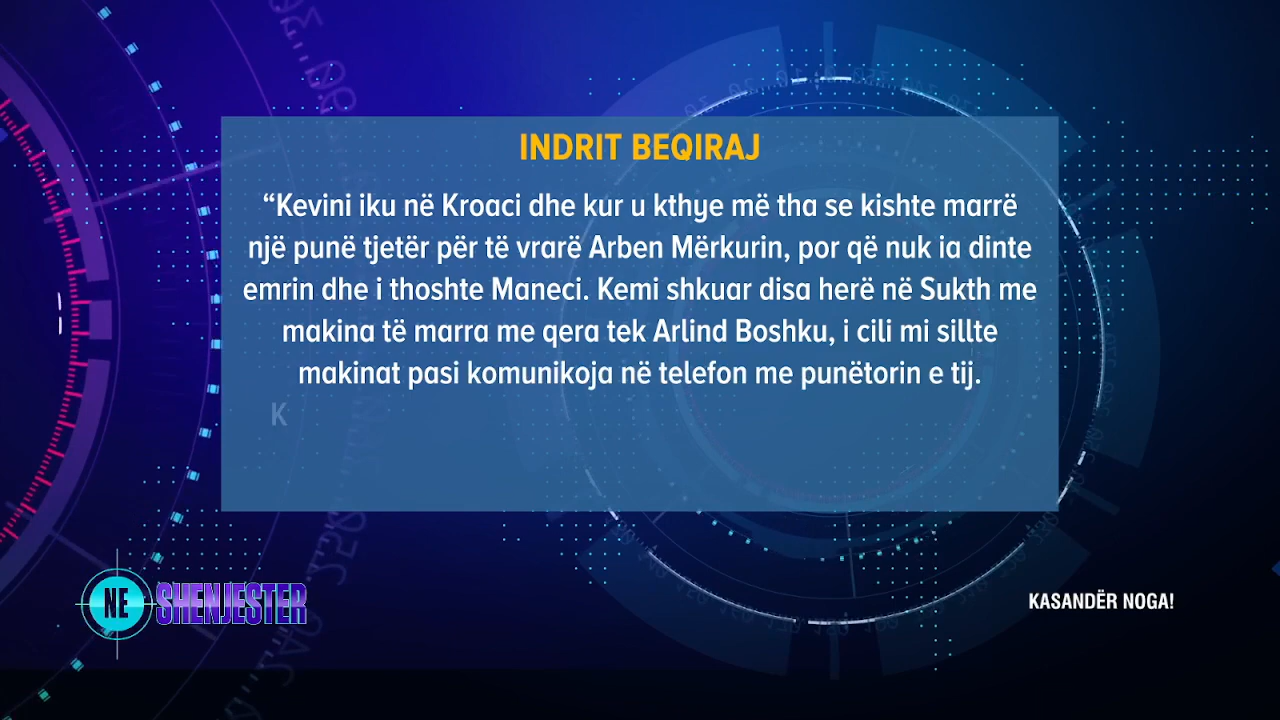 INDRIT BEQIRAJ
“Kevini iku në Kroaci dhe kur u kthye më tha se kishte marrë
një punë tjetër për të vrarë Arben Mërkurin, por që nuk ia dinte
emrin dhe i thoshte Maneci. Kemi shkuar disa herë në Sukth me
makina të marra me qera tek Arlind Boshku, i cili mi sillte
makinat pasi komunikoja në telefon me punëtorin e tij.
K
NE SHENJESTER
KASANDËR NOGA!